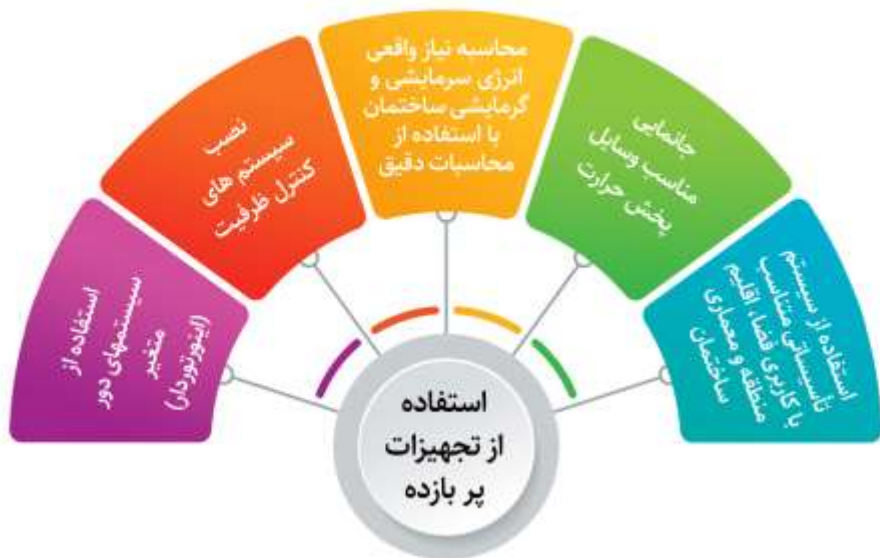 استفاده از سیستم
تأسیساتی متناسب
با کاربری فضا، اقلیم
منطقه و معماری
ساختمان
جانمایی
مناسب وسایل
پخش حرارت
محاسبه نیاز واقعی
انرژی سرمایشی و
گرمایشی ساختمان
با استفاده از
محاسبات دقیق
نصب
سیستم های
کنترل ظرفیت
استفاده از
سیستمهای دور
متغیر
(اینورتوردار)
استفاده
از تجهیزات
پر بازده